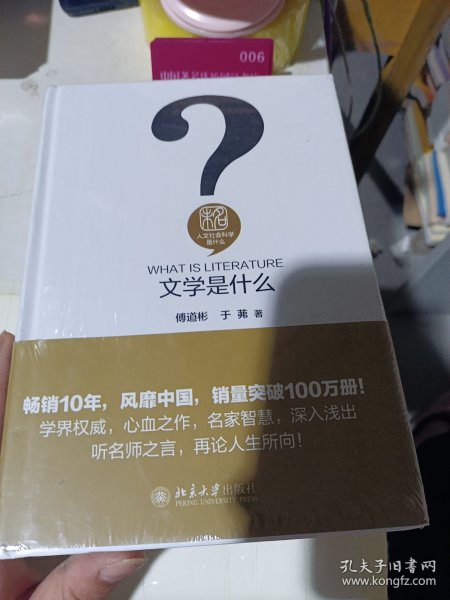 006
?
未名
人文社会科学
是什么
WHAT IS LITERATURE
文学是什么
傅道彬 于茀 著
畅销10年，风靡中国，销量突破100万册！
学界权威，心血之作，名家智慧，深入浅出
听名师之言，再论人生所向！
北京大学出版社
PEKING UNIVERSITY PRESS
孔夫子旧书网
www.kongfz.com